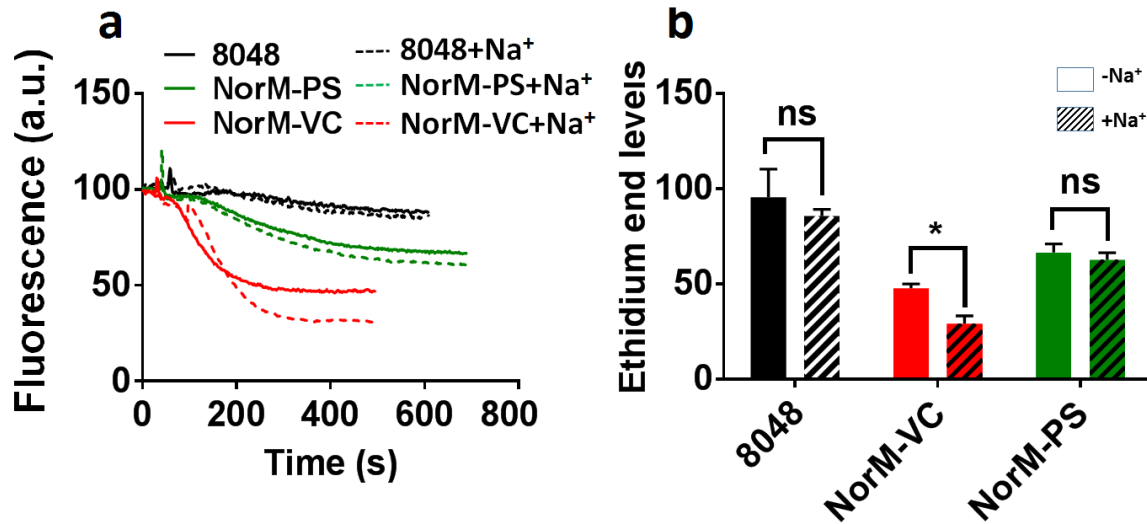 a
8048
8048+Na⁺
NorM-PS
NorM-PS+Na⁺
NorM-VC
NorM-VC+Na⁺
Fluorescence (a.u.)
150
100
50
0
0 200 400 600 800
Time (s)
b
-Na⁺
+Na⁺
Ethidium end levels
150
100
50
0
ns
*
ns
8048
NorM-VC
NorM-PS